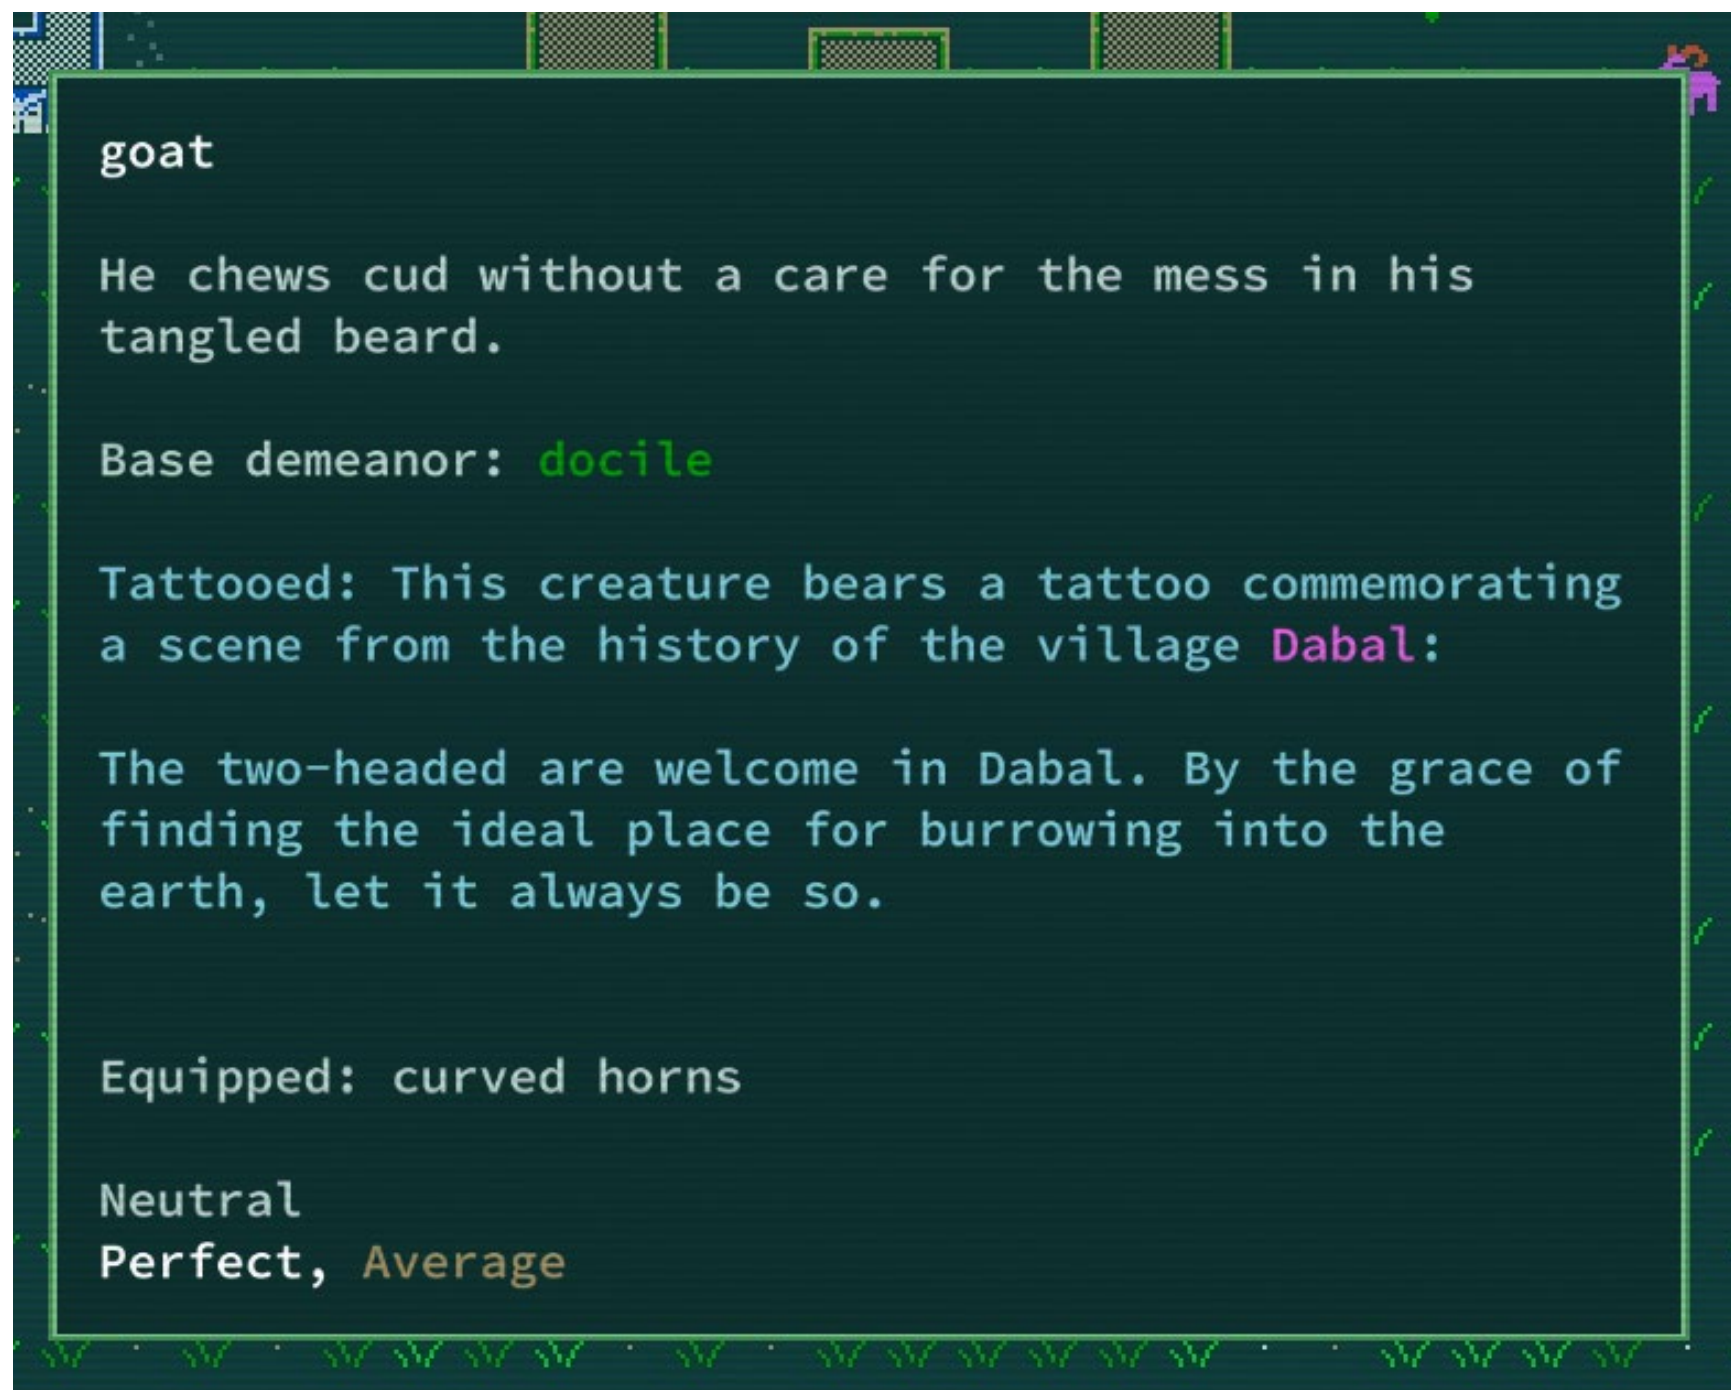 goat
He chews cud without a care for the mess in his
tangled beard.
Base demeanor: docile
Tattooed: This creature bears a tattoo commemorating
a scene from the history of the village Dabal:
The two-headed are welcome in Dabal. By the grace of
finding the ideal place for burrowing into the
earth, let it always be so.
Equipped: curved horns
Neutral
Perfect, Average